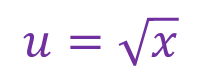 u = √x